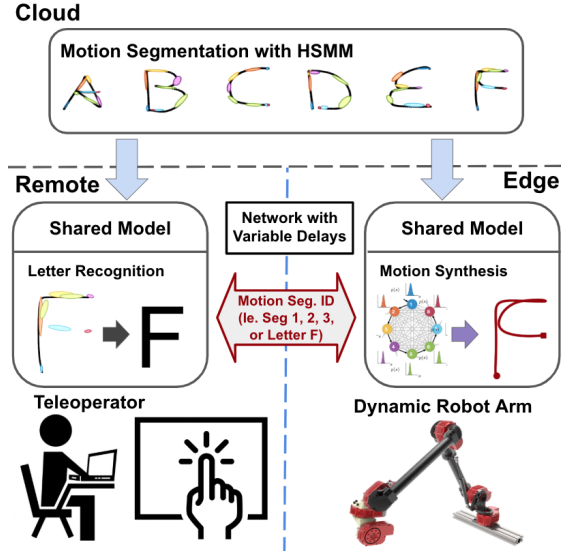 Cloud
Motion Segmentation with HSMM
A B C D E F
Remote
Edge
Shared Model
Network with
Variable Delays
Shared Model
Letter Recognition
F
Motion Seg. ID
(Ie. Seg 1, 2, 3,
or Letter F)
Motion Synthesis
Teleoperator
Dynamic Robot Arm